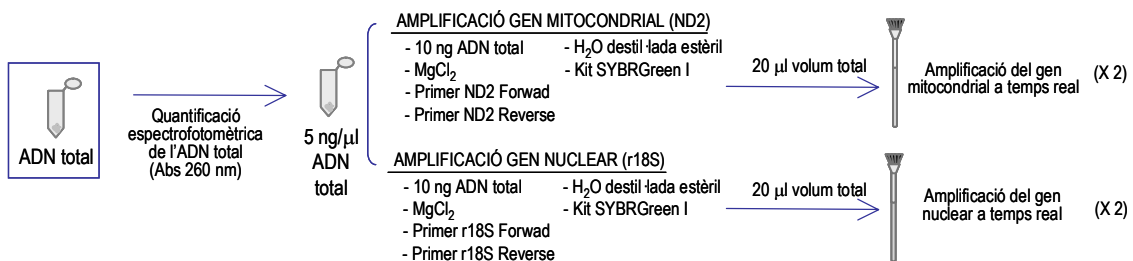 ADN total
Quantificació
espectrofotomètrica
de l'ADN total
(Abs 260 nm)
5 ng/µl
ADN
total
AMPLIFICACIÓ GEN MITOCONDRIAL (ND2)
- 10 ng ADN total - H2O destil·lada estèril
- MgCl2 - Kit SYBRGreen I
- Primer ND2 Forwad
- Primer ND2 Reverse
20 µl volum total
Amplificació del gen
mitocondrial a temps real
(X 2)
AMPLIFICACIÓ GEN NUCLEAR (r18S)
- 10 ng ADN total - H2O destil·lada estèril
- MgCl2 - Kit SYBRGreen I
- Primer r18S Forwad
- Primer r18S Reverse
20 µl volum total
Amplificació del gen
nuclear a temps real
(X 2)